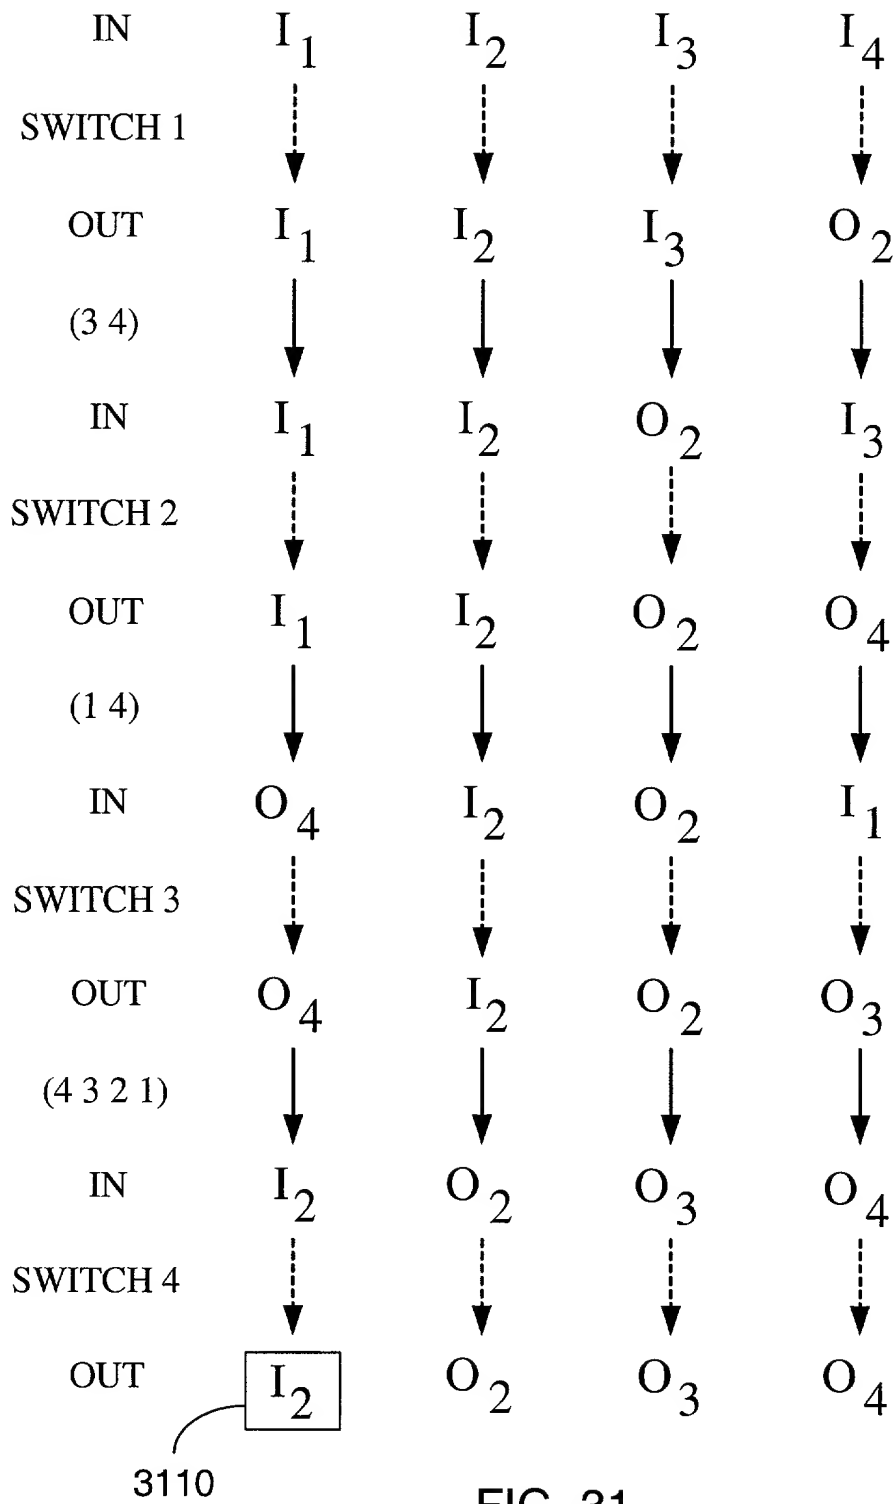 IN I1 I2 I3 I4
SWITCH 1
OUT I1 I2 I3 O2
(3 4)
IN I1 I2 O2 I3
SWITCH 2
OUT I1 I2 O2 O4
(1 4)
IN O4 I2 O2 I1
SWITCH 3
OUT O4 I2 O2 O3
(4 3 2 1)
IN I2 O2 O3 O4
SWITCH 4
OUT I2 O2 O3 O4
3110
FIG. 31